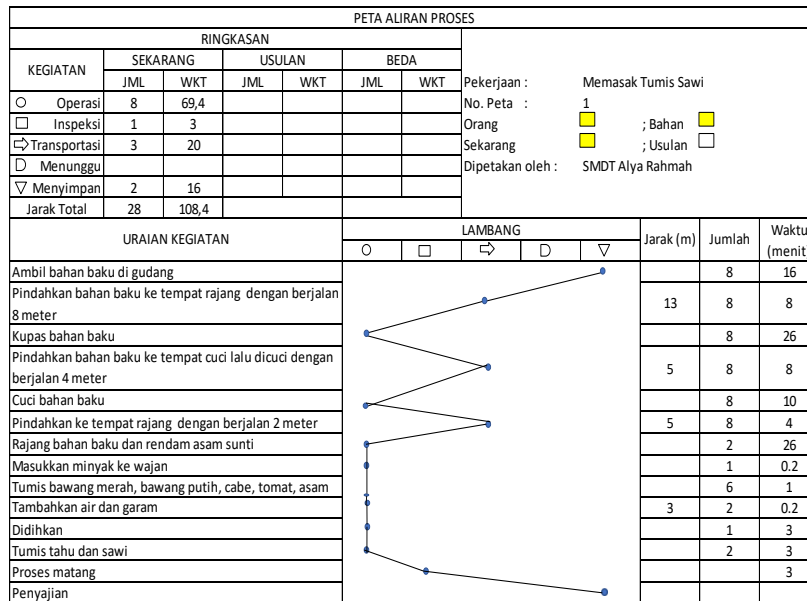 PETA ALIRAN PROSES
RINGKASAN
KEGIATAN SEKARANG USULAN BEDA
JML WKT JML WKT JML WKT
Operasi 8 69,4
Inspeksi 1 3
Transportasi 3 20
Menunggu
Menyimpan 2 16
Jarak Total 28 108,4
Pekerjaan : Memasak Tumis Sawi
No. Peta : 1
Orang ; Bahan
Sekarang ; Usulan
Dipetakan oleh : SMDT Alya Rahmah
URAIAN KEGIATAN LAMBANG Jarak (m) Jumlah Waktu (menit)
Ambil bahan baku di gudang 8 16
Pindahkan bahan baku ke tempat rajang dengan berjalan
8 meter 13 8 8
Kupas bahan baku 8 26
Pindahkan bahan baku ke tempat cuci lalu dicuci dengan
berjalan 4 meter 5 8 8
Cuci bahan baku 8 10
Pindahkan ke tempat rajang dengan berjalan 2 meter 5 8 4
Rajang bahan baku dan rendam asam sunti 2 26
Masukkan minyak ke wajan 1 0.2
Tumis bawang merah, bawang putih, cabe, tomat, asam 6 1
Tambahkan air dan garam 3 2 0.2
Didihkan 1 3
Tumis tahu dan sawi 2 3
Proses matang 3
Penyajian